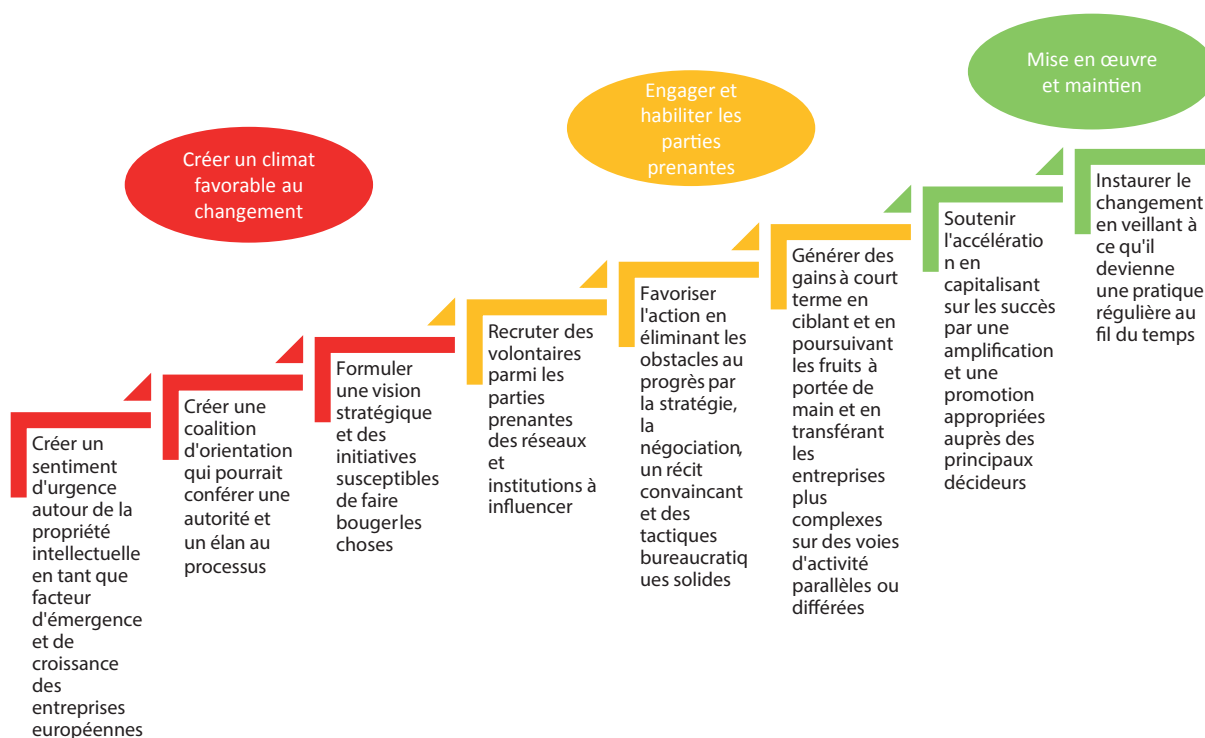 Créer un climat
favorable au
changement
Engager et
habiliter les
parties
prenantes
Mise en œuvre
et maintien
Créer un
sentiment
d'urgence
autour de la
propriété
intellectuelle
en tant que
facteur
d'émergence
et de
croissance
des
entreprises
européennes
Créer une
coalition
d'orientation
qui pourrait
conférer une
autorité et
un élan au
processus
Formuler
une vision
stratégique
et des
initiatives
susceptibles
de faire
bougerles
choses
Recruter des
volontaires
parmi les
parties
prenantes
des réseaux
et
institutions à
influencer
Favoriser
l'action en
éliminant les
obstacles au
progrès par
la stratégie,
la
négociation,
un récit
convaincant
et des
tactiques
bureaucratiq
ues solides
Générer des
gains à court
terme en
ciblant et en
poursuivant
les fruits à
portée de
main et en
transférant
les
entreprises
plus
complexes
sur des voies
d'activité
parallèles ou
différées
Soutenir
l'accélératio
n en
capitalisant
sur les succès
par une
amplification
et une
promotion
appropriées
auprès des
principaux
décideurs
Instaurer le
changement
en veillant à
ce qu'il
devienne
une pratique
régulière au
fil du temps